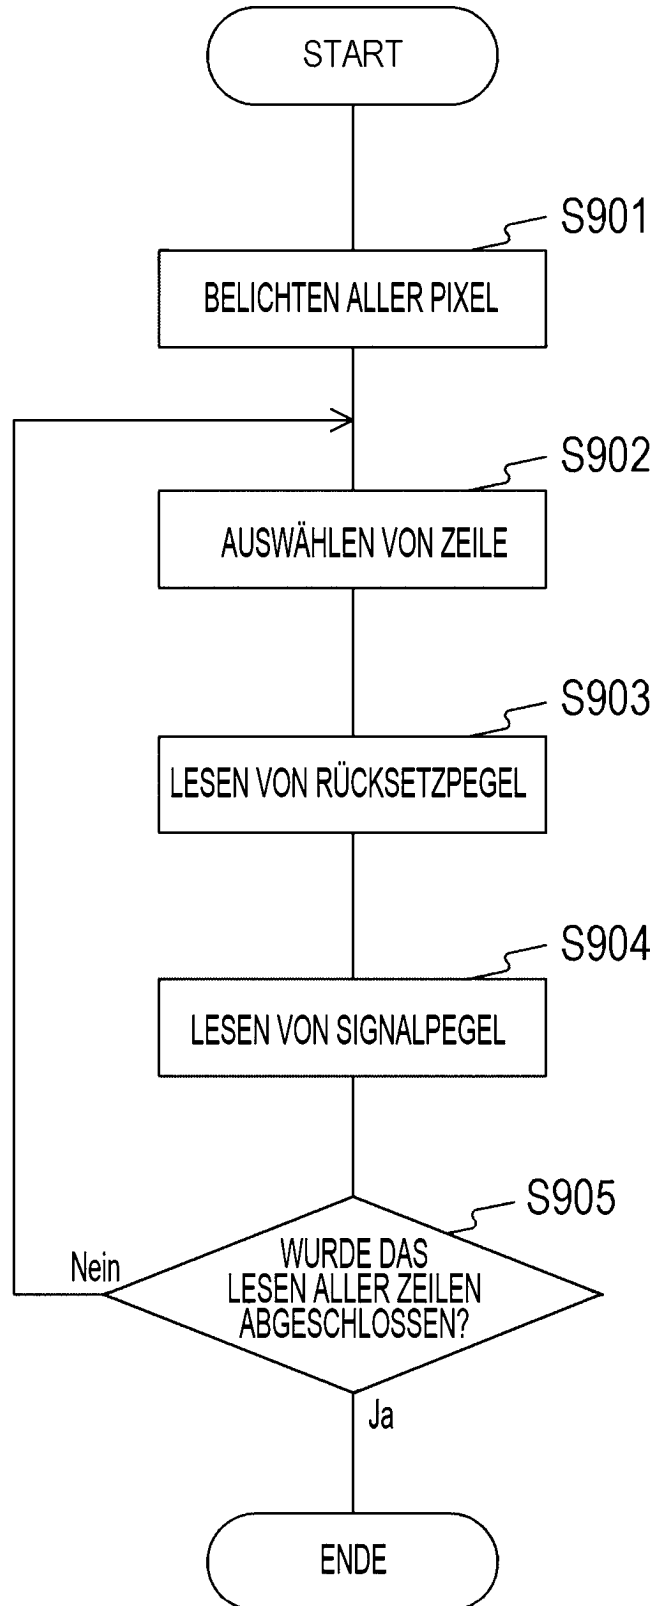 START
S901
BELICHTEN ALLER PIXEL
S902
AUSWÄHLEN VON ZEILE
S903
LESEN VON RÜCKSETZPEGEL
S904
LESEN VON SIGNALPEGEL
S905
Nein
WURDE DAS
LESEN ALLER ZEILEN
ABGESCHLOSSEN?
Ja
ENDE